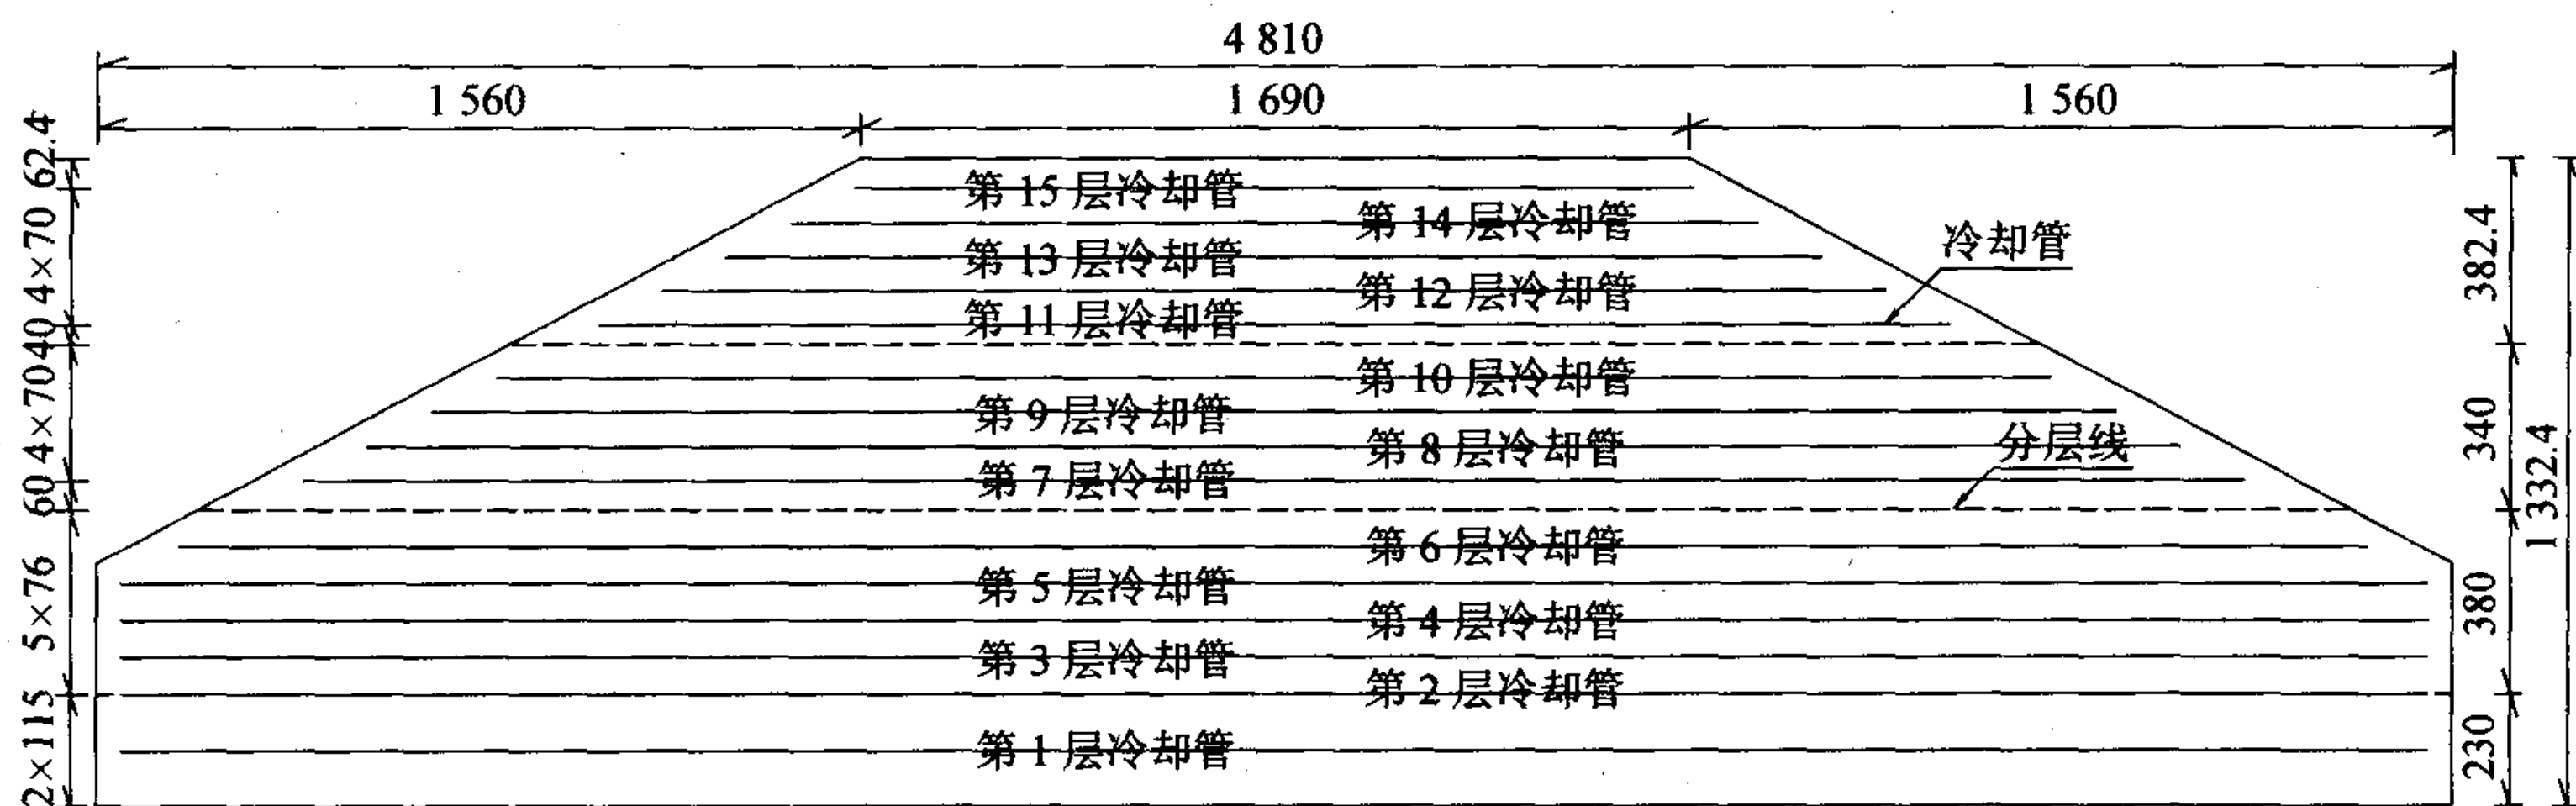 4 810
1 560
1 690
1 560
62.4
4×70
40
4×70
60
5×76
2×115
第 15 层冷却管
第 14 层冷却管
第 13 层冷却管
第 12 层冷却管
第 11 层冷却管
第 10 层冷却管
第 9 层冷却管
第 8 层冷却管
第 7 层冷却管
第 6 层冷却管
第 5 层冷却管
第 4 层冷却管
第 3 层冷却管
第 2 层冷却管
第 1 层冷却管
冷却管
分层线
382.4
340
380
230
1 332.4